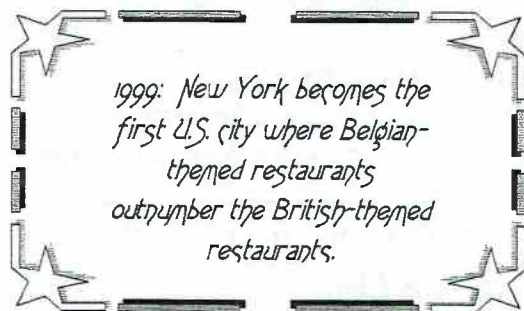 1999: New York becomes the
first U.S. city where Belgian-
themed restaurants
outnumber the British-themed
restaurants.